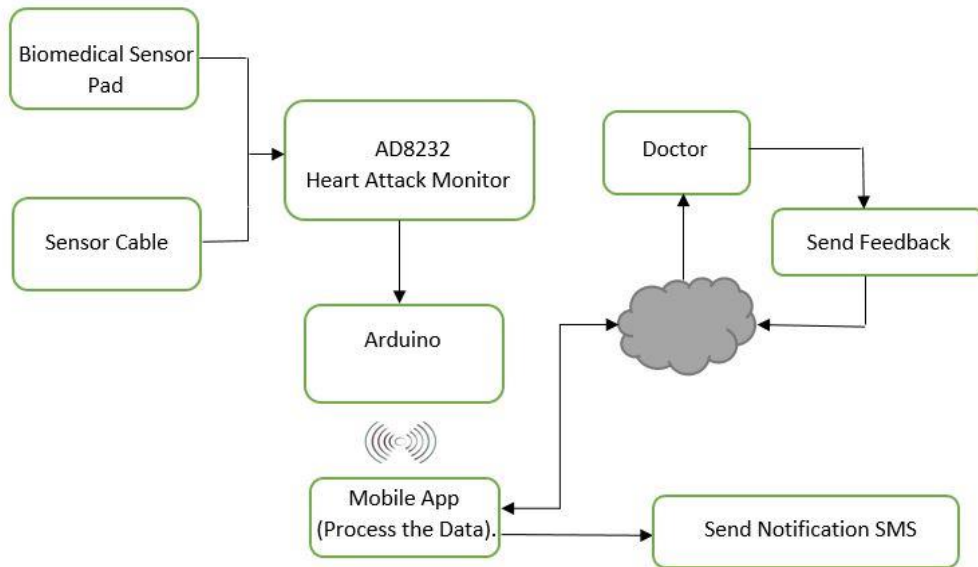 Biomedical Sensor
Pad
AD8232
Heart Attack Monitor
Sensor Cable
Arduino
Mobile App
(Process the Data).
Doctor
Send Feedback
Send Notification SMS